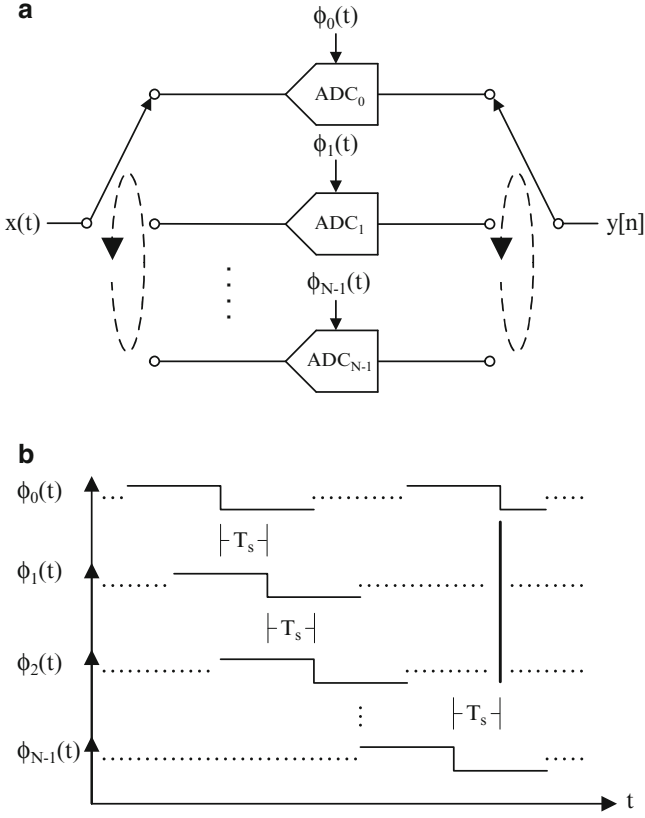 a
ϕ₀(t)
ADC₀
ϕ₁(t)
x(t)
ADC₁
y[n]
ϕN-1(t)
ADCN-1
b
ϕ₀(t)
Tₛ
ϕ₁(t)
Tₛ
ϕ₂(t)
Tₛ
ϕN-1(t)
t